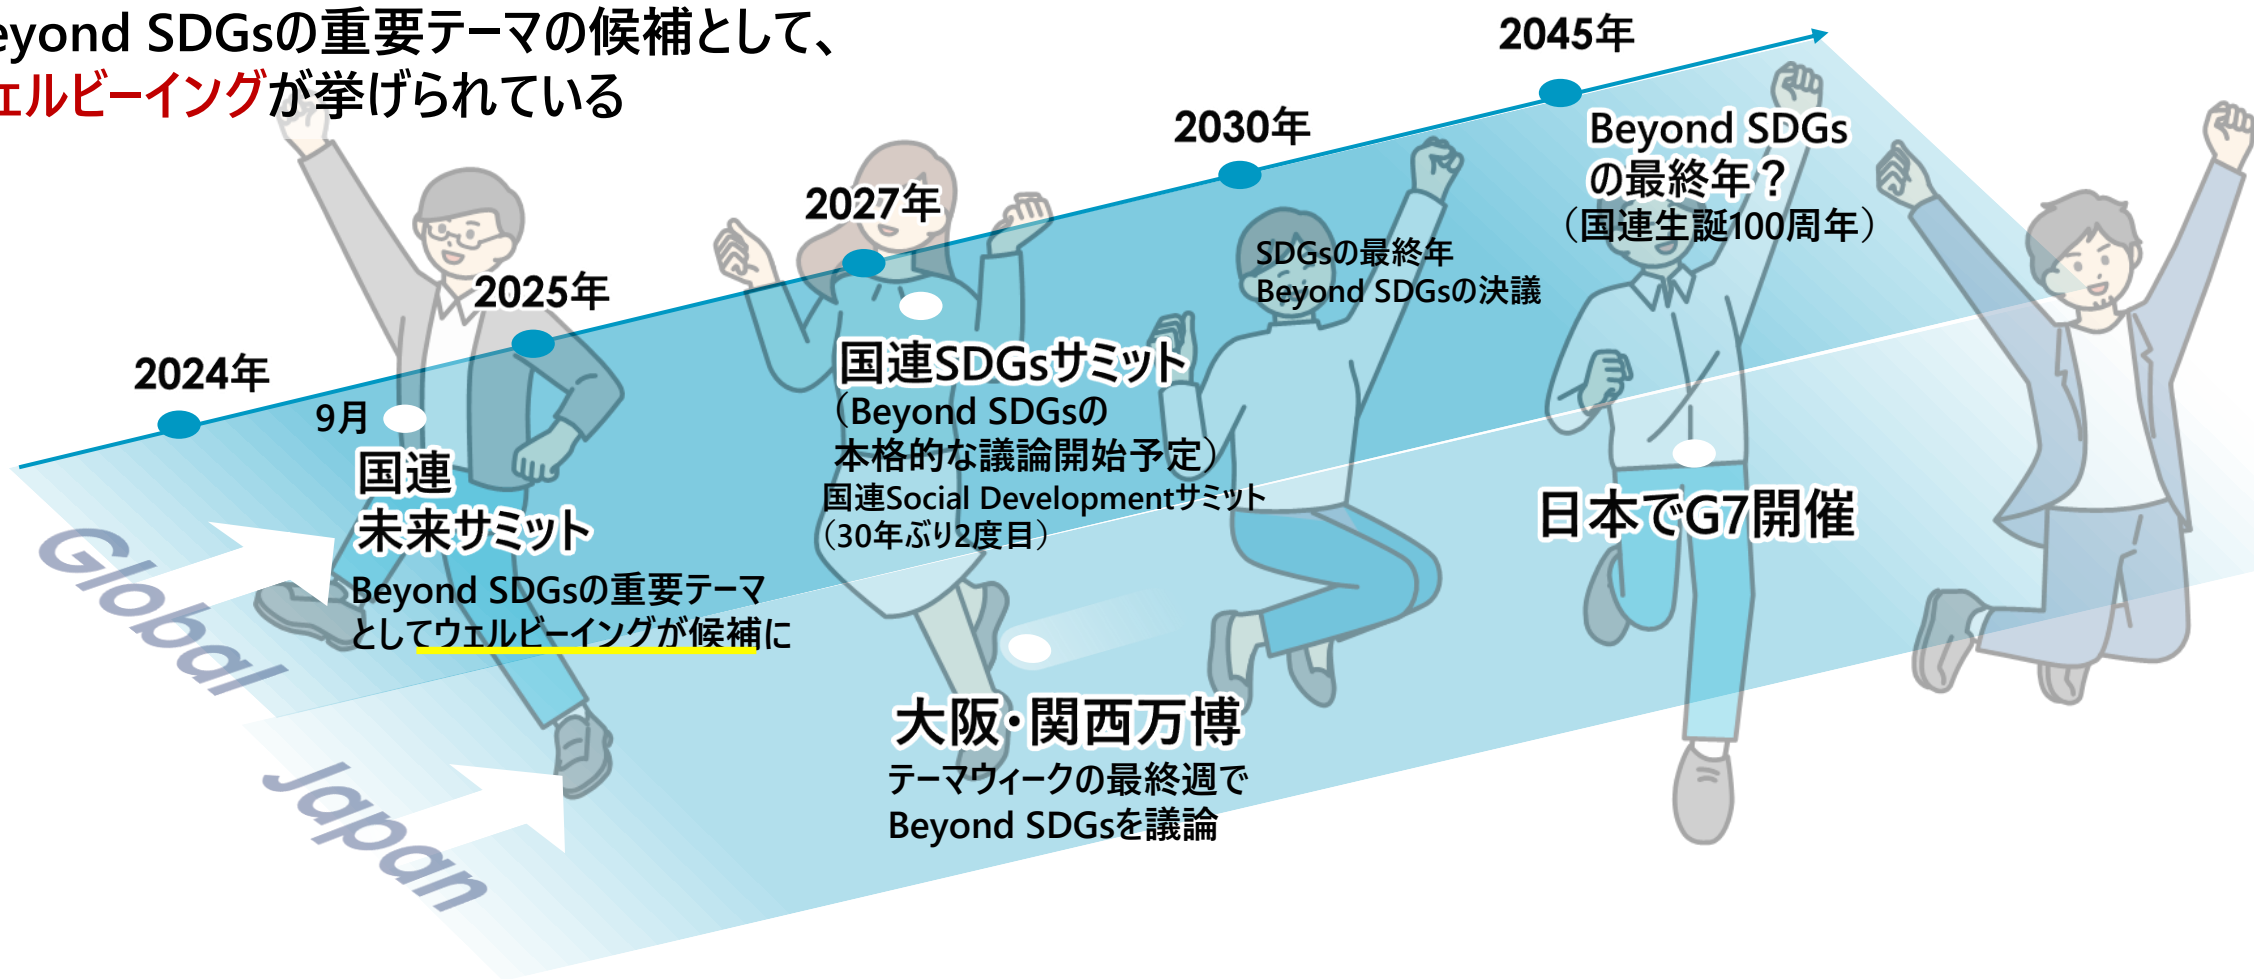 eyond SDGsの重要テーマの候補として、
ェルビーイングが挙げられている
2024年
2025年
2027年
2030年
2045年
9月
国連
未来サミット
Beyond SDGsの重要テーマ
としてウェルビーイングが候補に
国連SDGsサミット
（Beyond SDGsの
本格的な議論開始予定）
国連Social Developmentサミット
（30年ぶり2度目）
SDGsの最終年
Beyond SDGsの決議
Beyond SDGs
の最終年？
（国連生誕100周年）
日本でG7開催
大阪・関西万博
テーマウィークの最終週で
Beyond SDGsを議論
Global
Japan